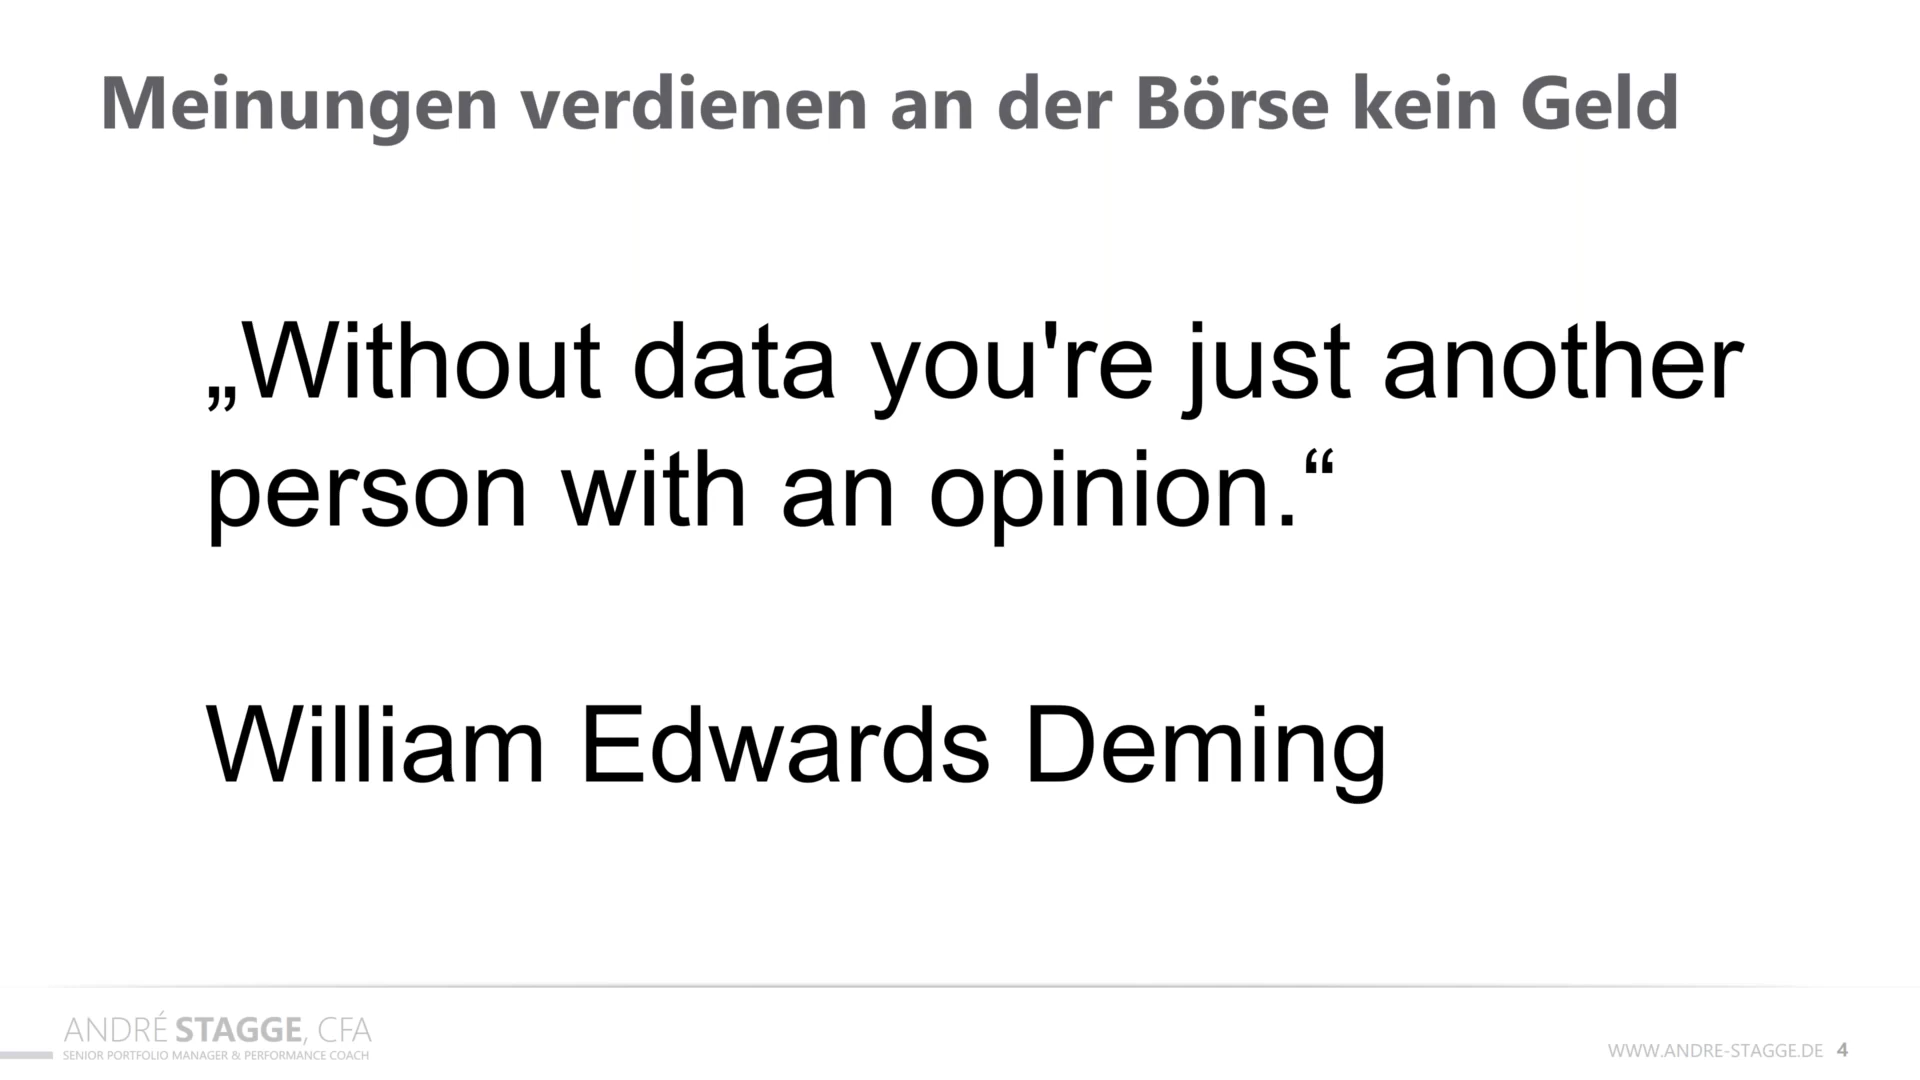 Meinungen verdienen an der Börse kein Geld
„Without data you're just another
person with an opinion.“
William Edwards Deming
ANDRÉ STAGGE, CFA
SENIOR PORTFOLIO MANAGER & PERFORMANCE COACH
WWW.ANDRE-STAGGE.DE 4